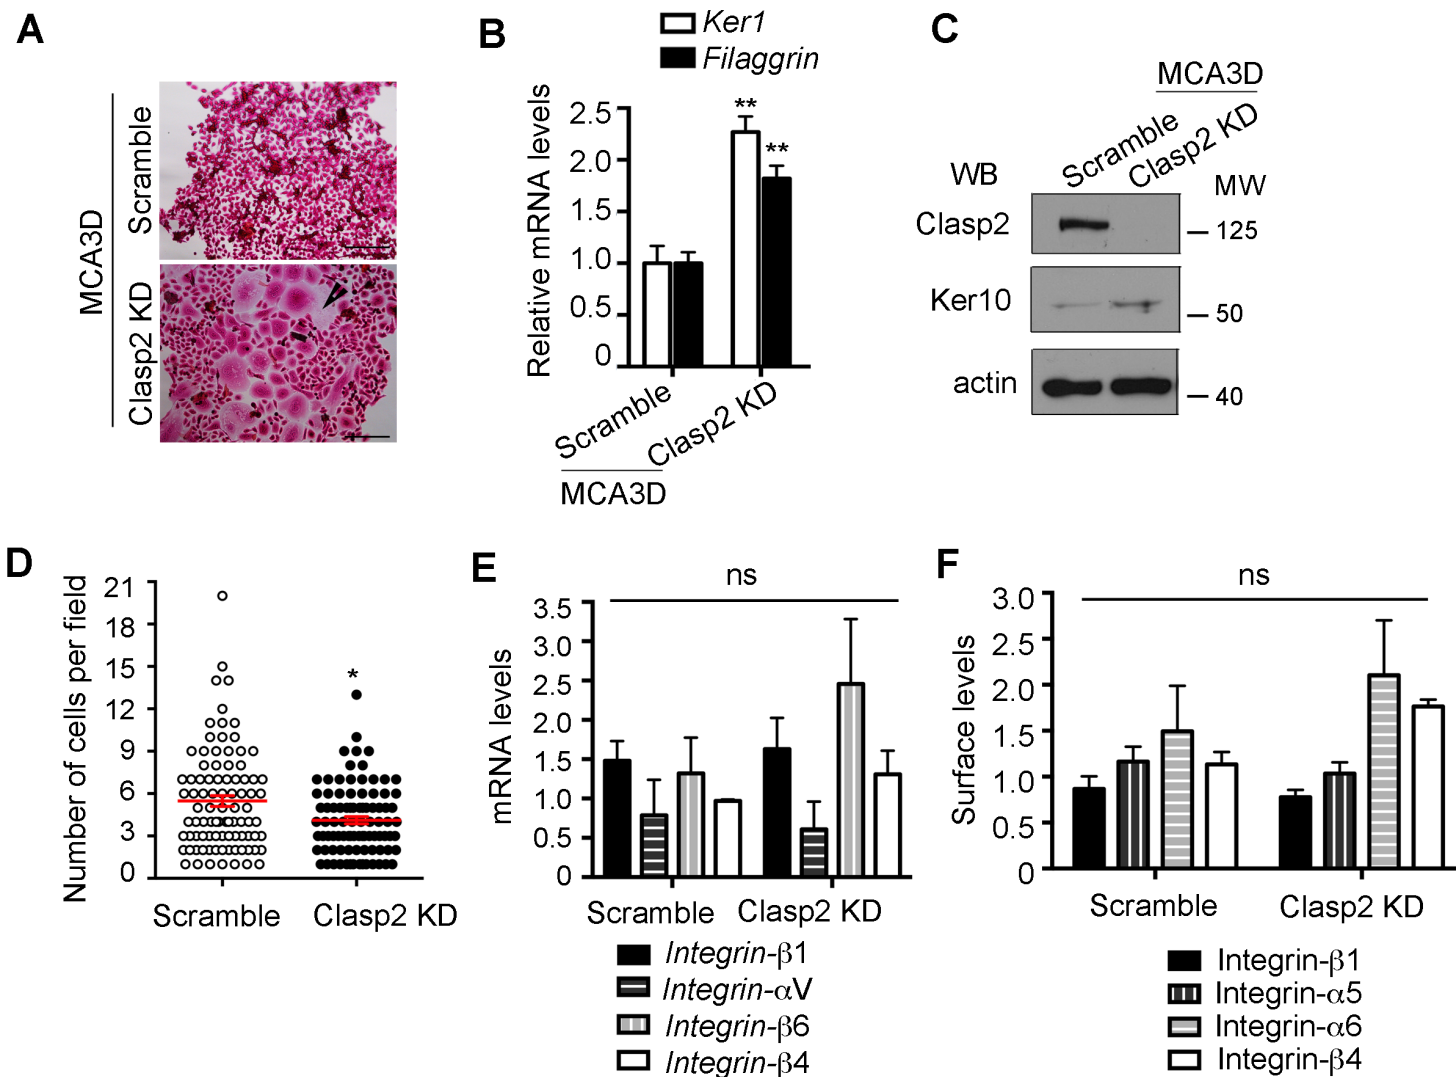 A
MCA3D
Scramble
Clasp2 KD
B
Ker1
Filaggrin
Relative mRNA levels
2.5
2.0
1.5
1.0
0.5
0
**
**
Scramble
Clasp2 KD
MCA3D
C
MCA3D
Scramble
Clasp2 KD
WB
MW
Clasp2
125
Ker10
50
actin
40
D
Number of cells per field
21
18
15
12
9
6
3
0
*
Scramble
Clasp2 KD
E
ns
mRNA levels
3.5
3.0
2.5
2.0
1.5
1.0
0.5
0
Scramble
Clasp2 KD
Integrin-β1
Integrin-αV
Integrin-β6
Integrin-β4
F
ns
Surface levels
3.0
2.5
2.0
1.5
1.0
0.5
0
Scramble
Clasp2 KD
Integrin-β1
Integrin-α5
Integrin-α6
Integrin-β4